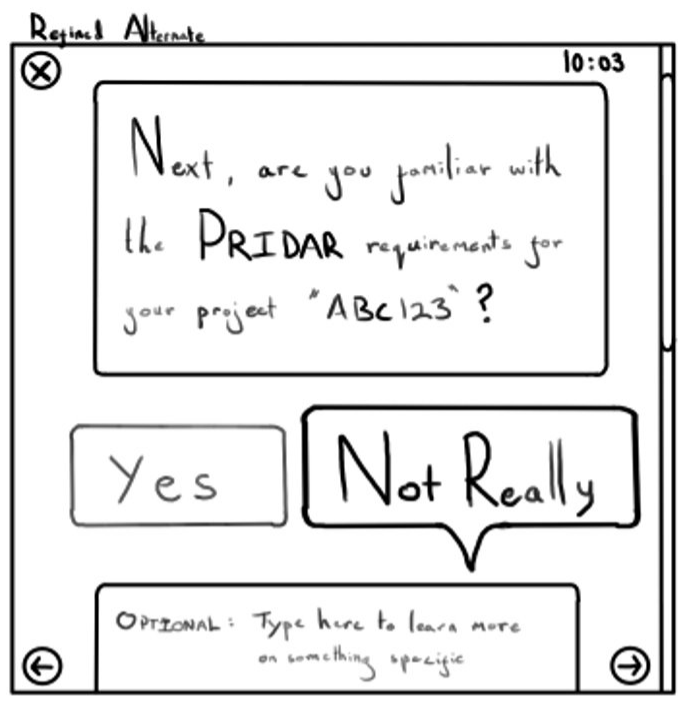 Refined Alternate
10:03
Next, are you familiar with
the PRIDAR requirements for
your project "ABC123"?
Yes
Not Really
OPTIONAL: Type here to learn more
on something specific